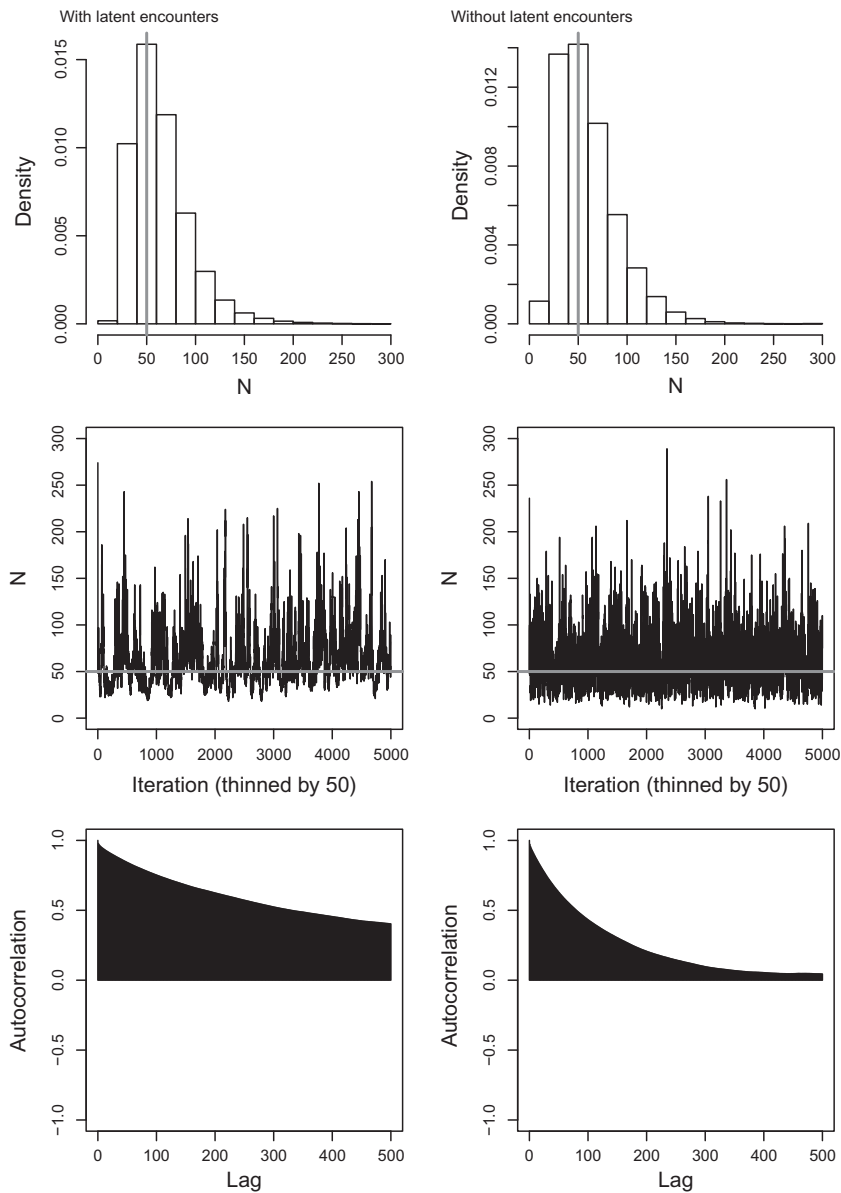 With latent encounters
Without latent encounters
Density
0.000 0.005 0.010 0.015
0 50 100 150 200 250 300
N
Density
0.000 0.004 0.008 0.012
0 50 100 150 200 250 300
N
N
0 50 100 150 200 250 300
0 1000 2000 3000 4000 5000
Iteration (thinned by 50)
N
0 50 100 150 200 250 300
0 1000 2000 3000 4000 5000
Iteration (thinned by 50)
Autocorrelation
−1.0 −0.5 0.0 0.5 1.0
0 100 200 300 400 500
Lag
Autocorrelation
−1.0 −0.5 0.0 0.5 1.0
0 100 200 300 400 500
Lag